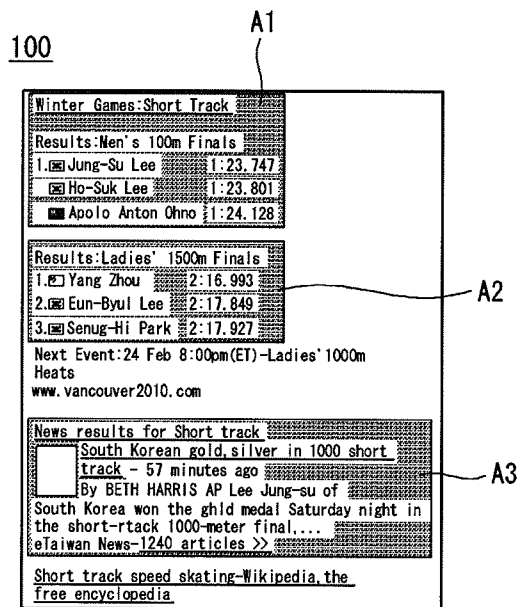 A1
100
Winter Games:Short Track
Results:Men's 100m Finals
1. Jung-Su Lee 1:23.747
Ho-Suk Lee 1:23.801
Apolo Anton Ohno 1:24.128
Results:Ladies' 1500m Finals
1. Yang Zhou 2:16.993
2. Eun-Byul Lee 2:17.849
3. Senug-Hi Park 2:17.927
A2
Next Event:24 Feb 8:00pm(ET)-Ladies'1000m
Heats
www.vancouver2010.com
News results for Short track
South Korean gold,silver in 1000 short
track - 57 minutes ago
A3
By BETH HARRIS AP Lee Jung-su of
South Korea won the ghld medal Saturday night in
the short-rtack 1000-meter final,...
eTaiwan News-1240 articles >>
Short track speed skating-Wikipedia,the
free encyclopedia